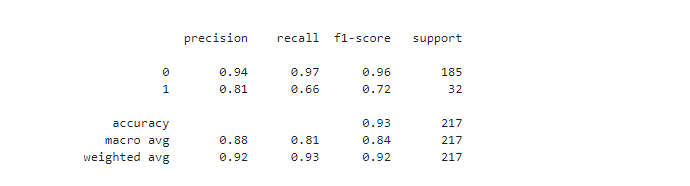 precision recall f1-score support
0 0.94 0.97 0.96 185
1 0.81 0.66 0.72 32
accuracy 0.93 217
macro avg 0.88 0.81 0.84 217
weighted avg 0.92 0.93 0.92 217